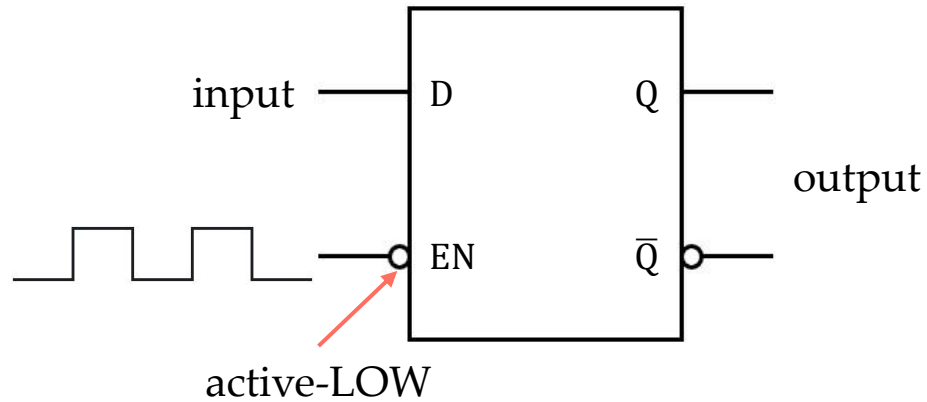 input
D
Q
output
EN
Q̅
active-LOW